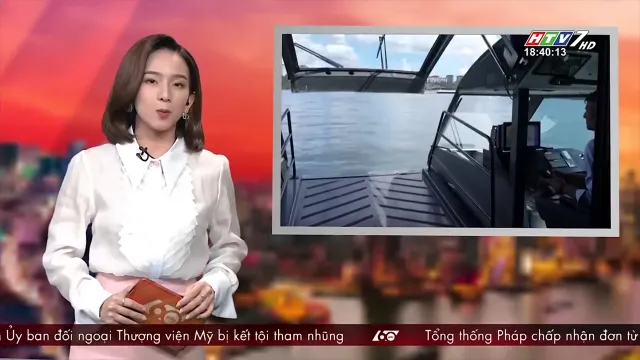 HTV7 HD
18:40:13
Ủy ban đối ngoại Thượng viện Mỹ bị kết tội tham nhũng
60
Tổng thống Pháp chấp nhận đơn từ